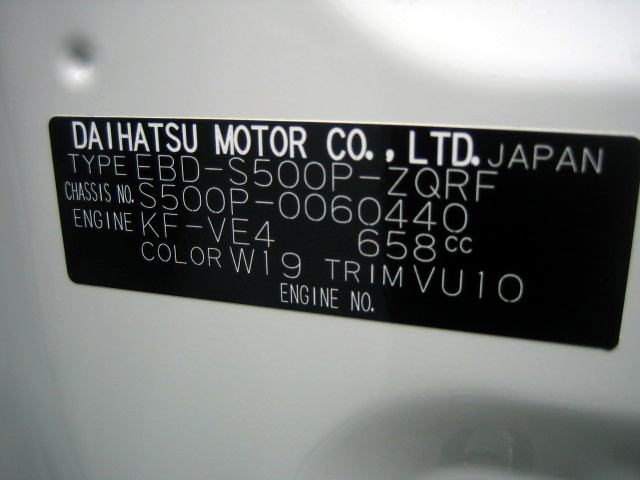 DAIHATSU MOTOR CO., LTD. JAPAN
TYPE EBD-S500P-ZQRF
CHASSIS NO. S500P-0060440
ENGINE KF-VE4 658cc
COLOR W19 TRIM VU10
ENGINE NO.